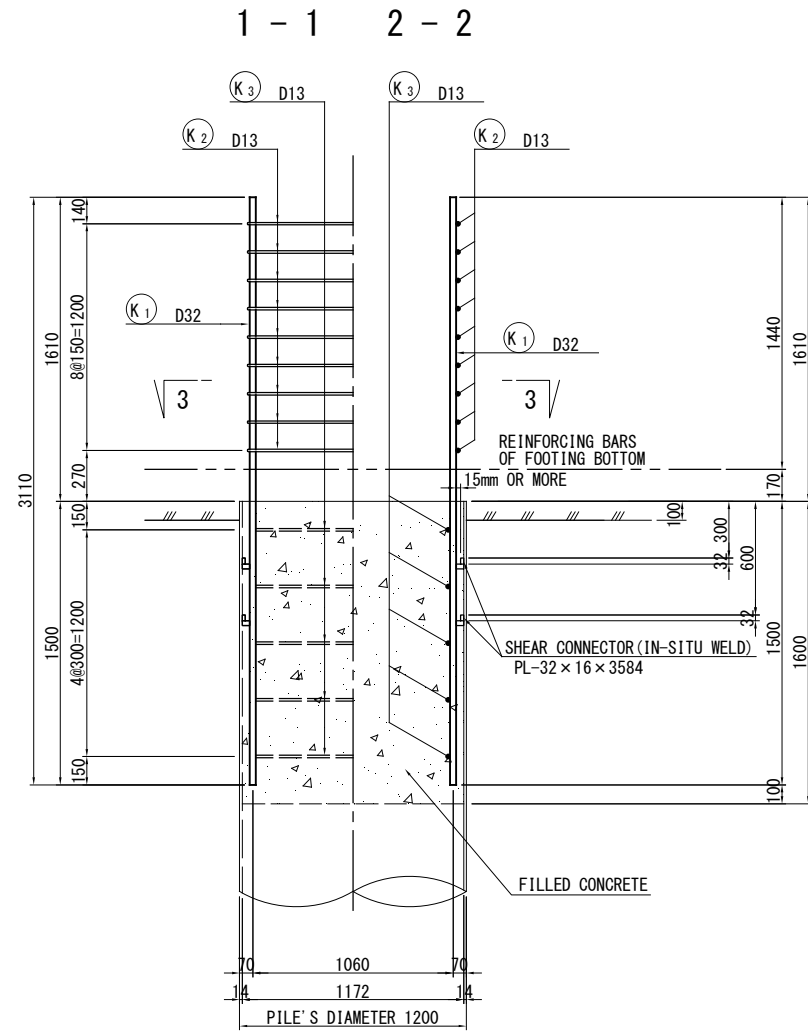 1 - 1 2 - 2
K3 D13
K3 D13
K2 D13
K2 D13
140
8@150=1200
K1 D32
K1 D32
1610
1440
1610
3
3
REINFORCING BARS
OF FOOTING BOTTOM
15mm OR MORE
270
3110
170
150
100
300
32
600
32
1500
4@300=1200
SHEAR CONNECTOR(IN-SITU WELD)
PL-32×16×3584
1500
1600
150
100
FILLED CONCRETE
70 1060 70
14 1172 14
PILE'S DIAMETER 1200